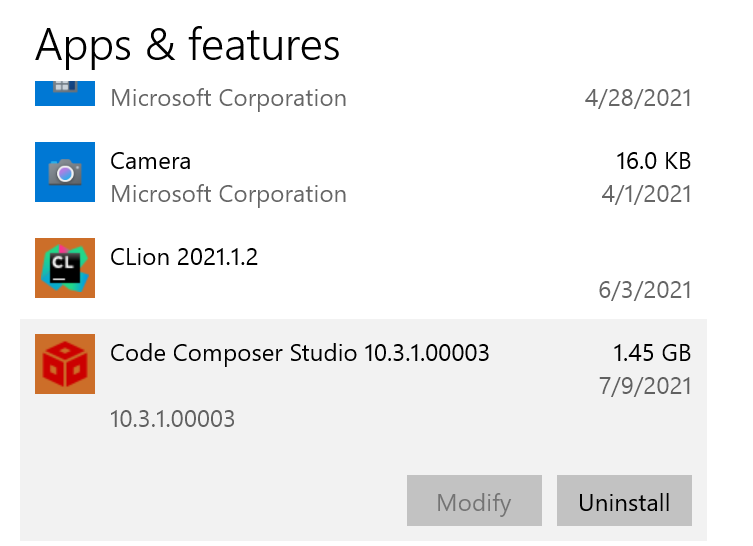 Apps & features
Microsoft Corporation 4/28/2021
Camera 16.0 KB
Microsoft Corporation 4/1/2021
CL
CLion 2021.1.2
6/3/2021
Code Composer Studio 10.3.1.00003 1.45 GB
7/9/2021
10.3.1.00003
Modify Uninstall